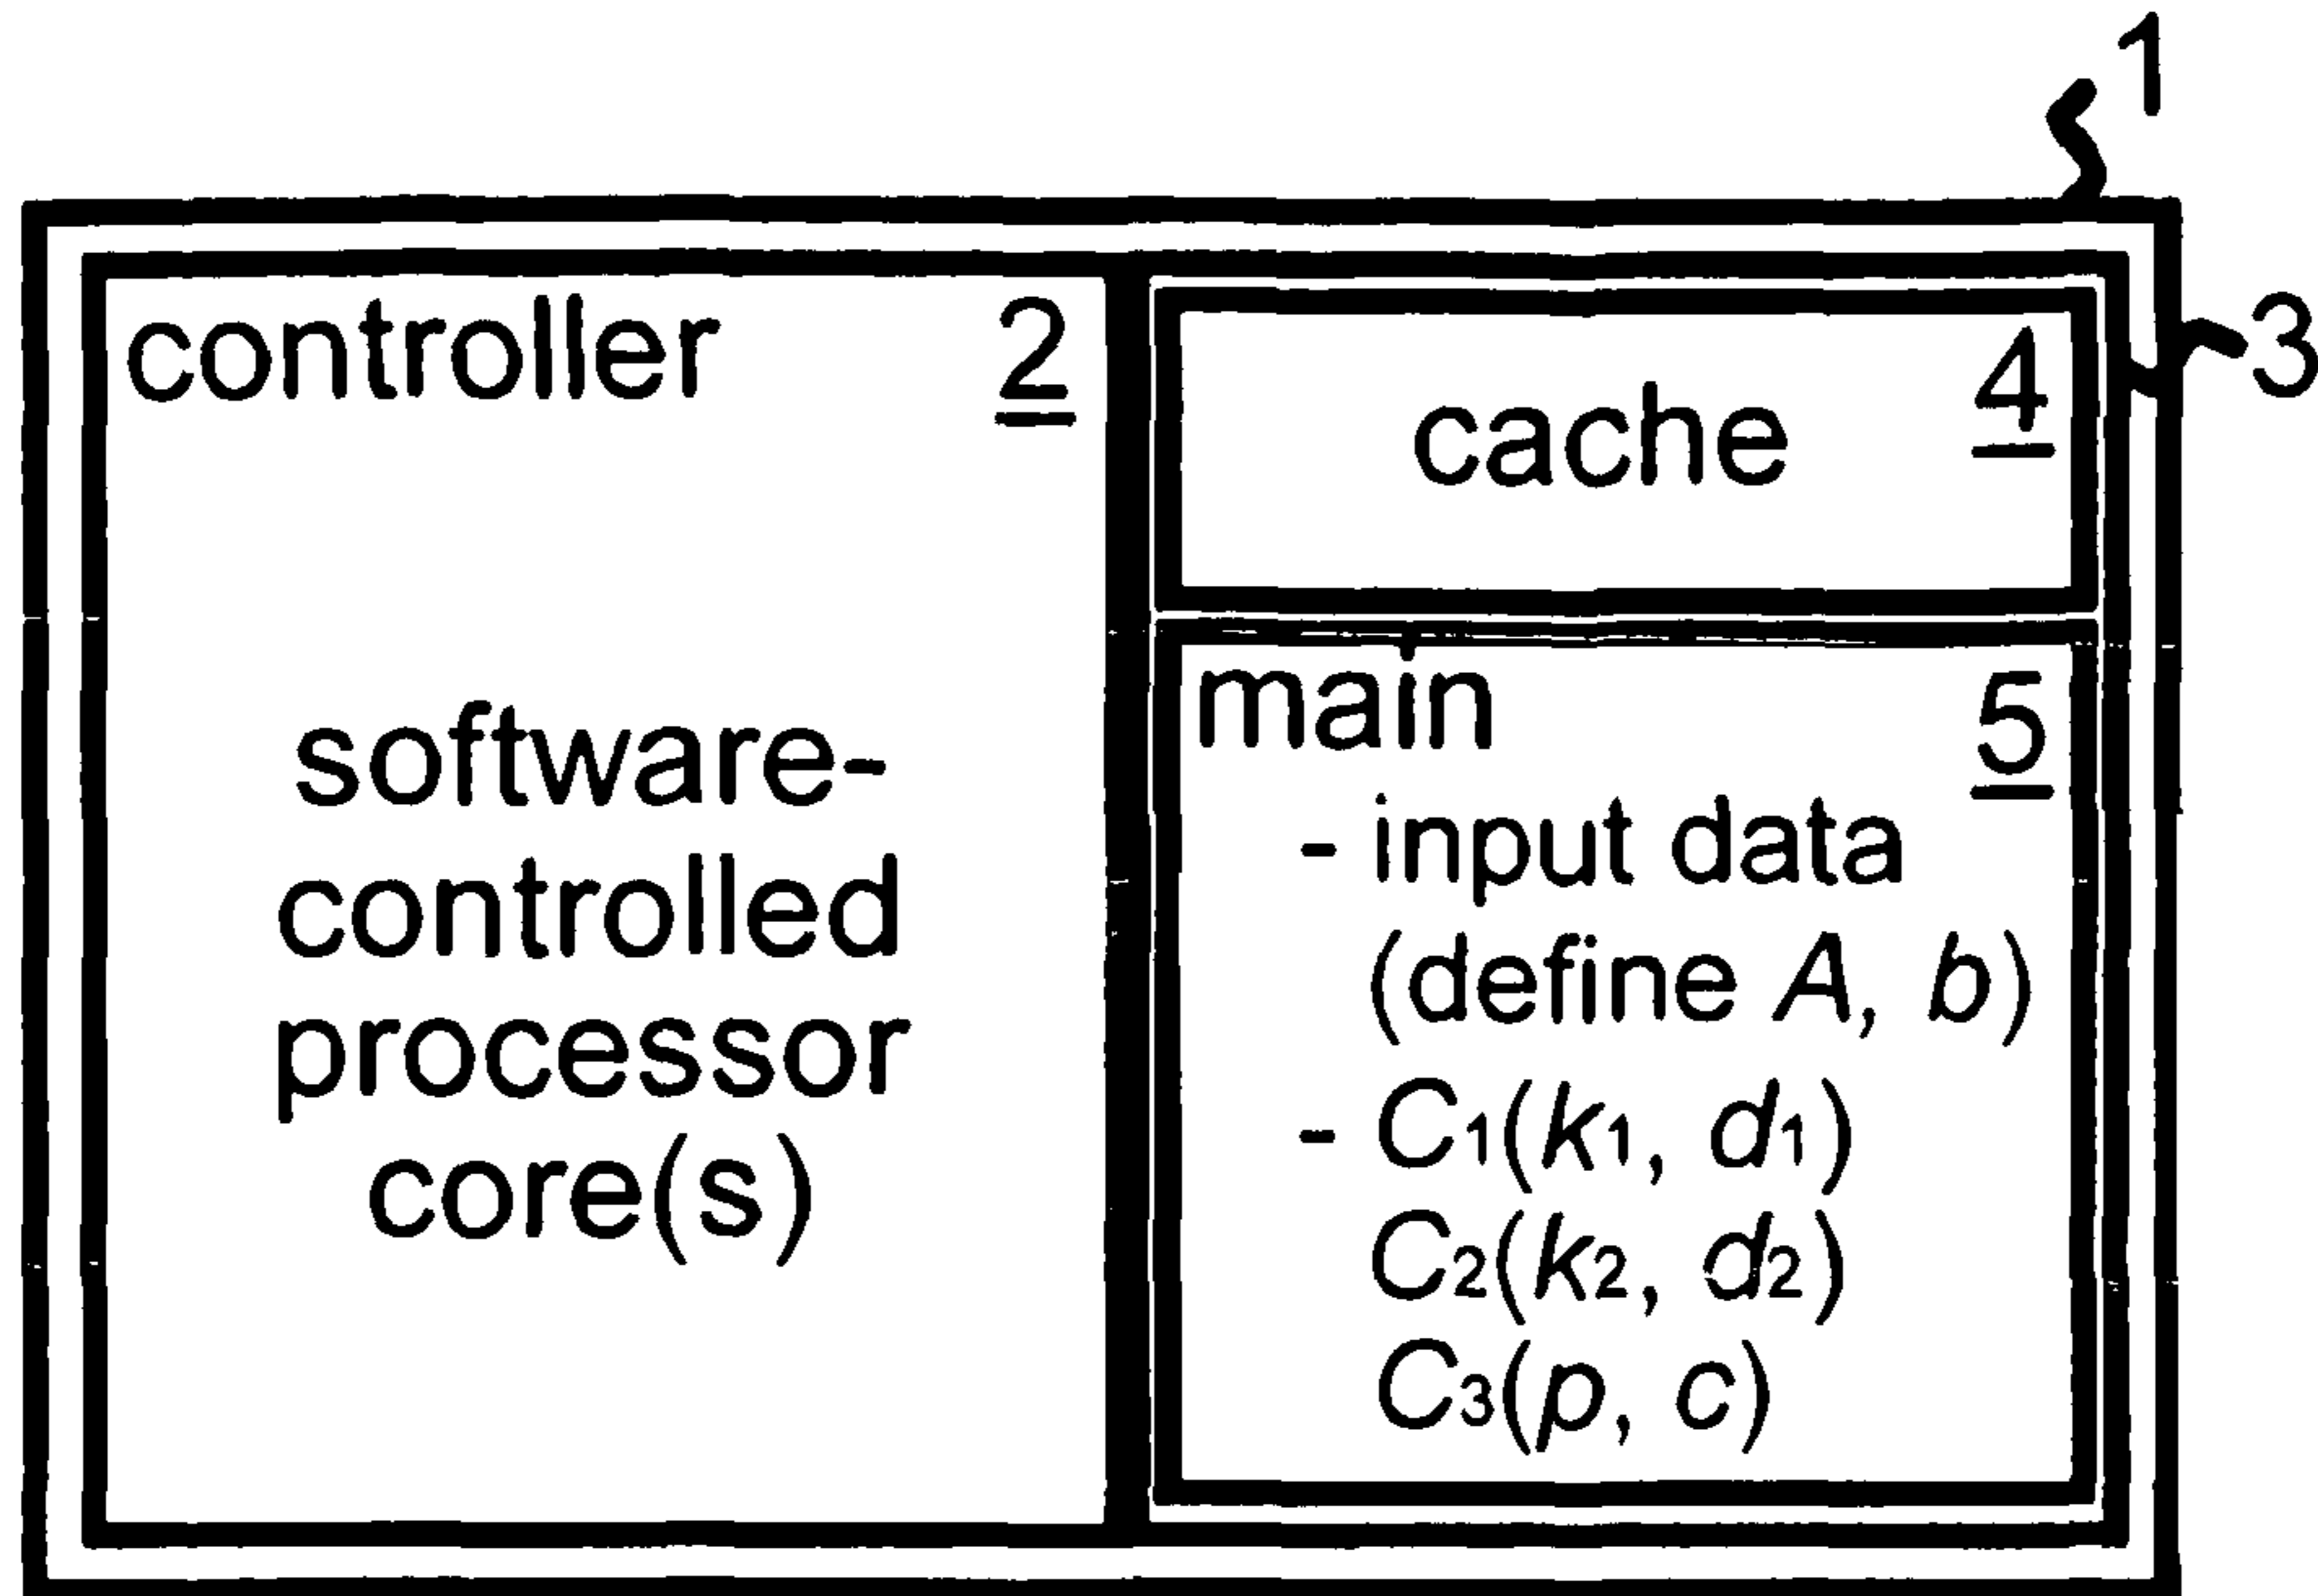 1
controller 2
3
cache 4
software-
controlled
processor
core(s)
main 5
- input data
(define A, b)
- C1(k1, d1)
C2(k2, d2)
C3(p, c)